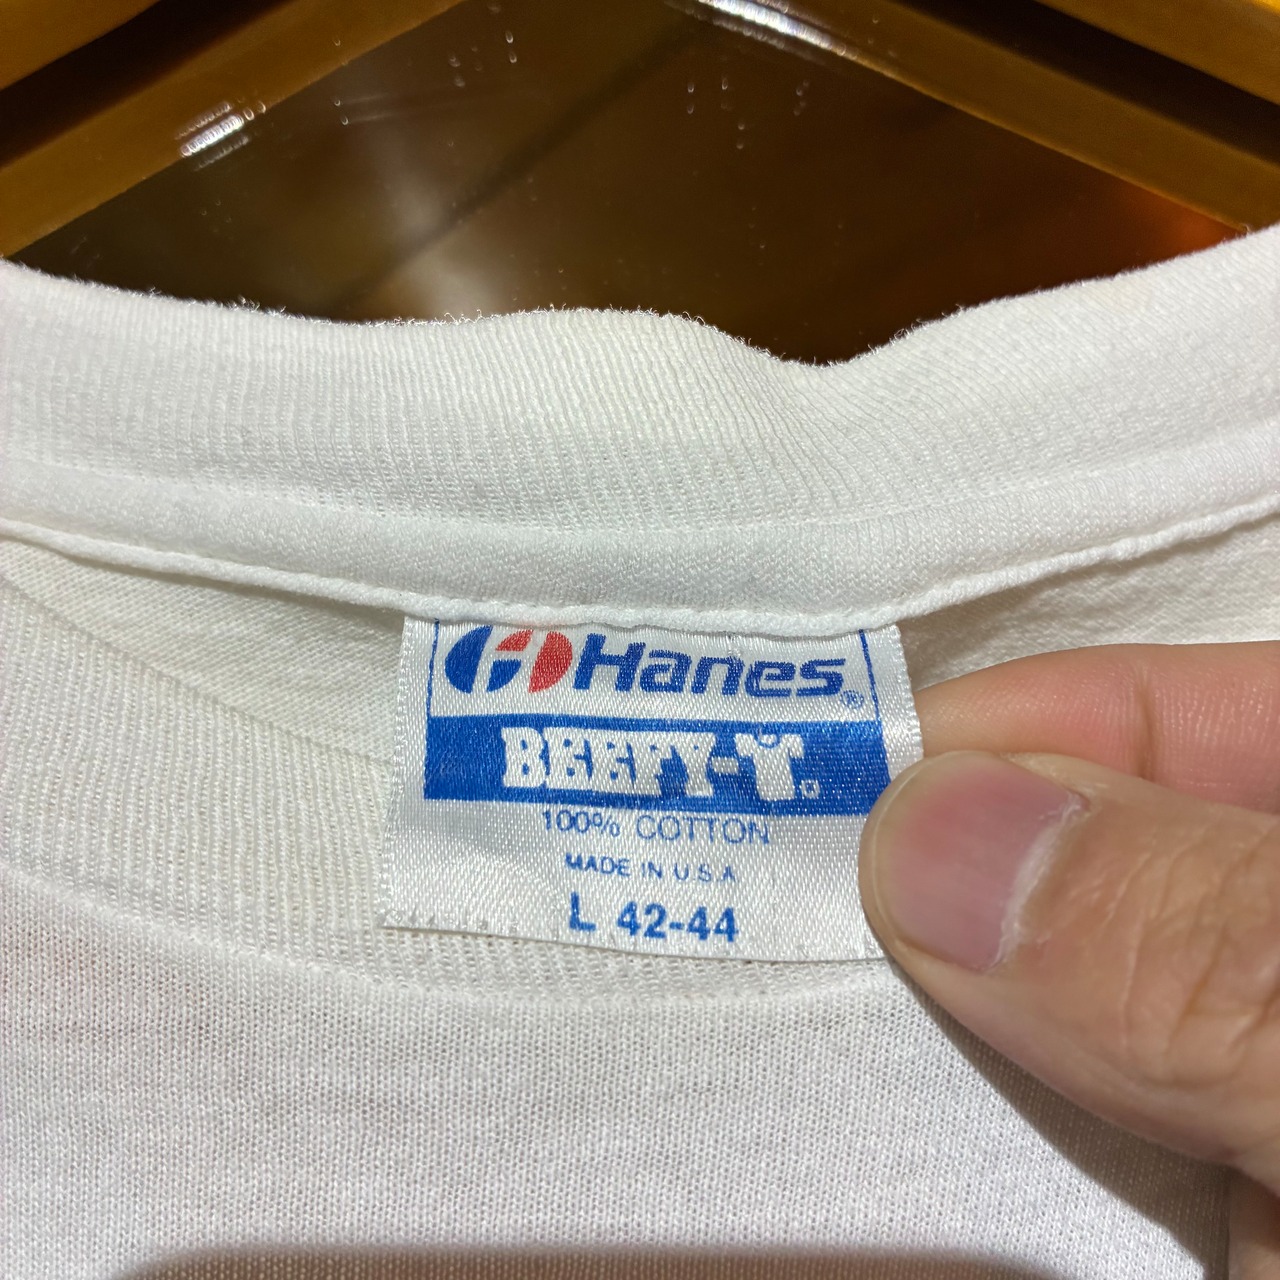 Hanes®
BEEFY-T®
100% COTTON
MADE IN U.S.A
L 42-44